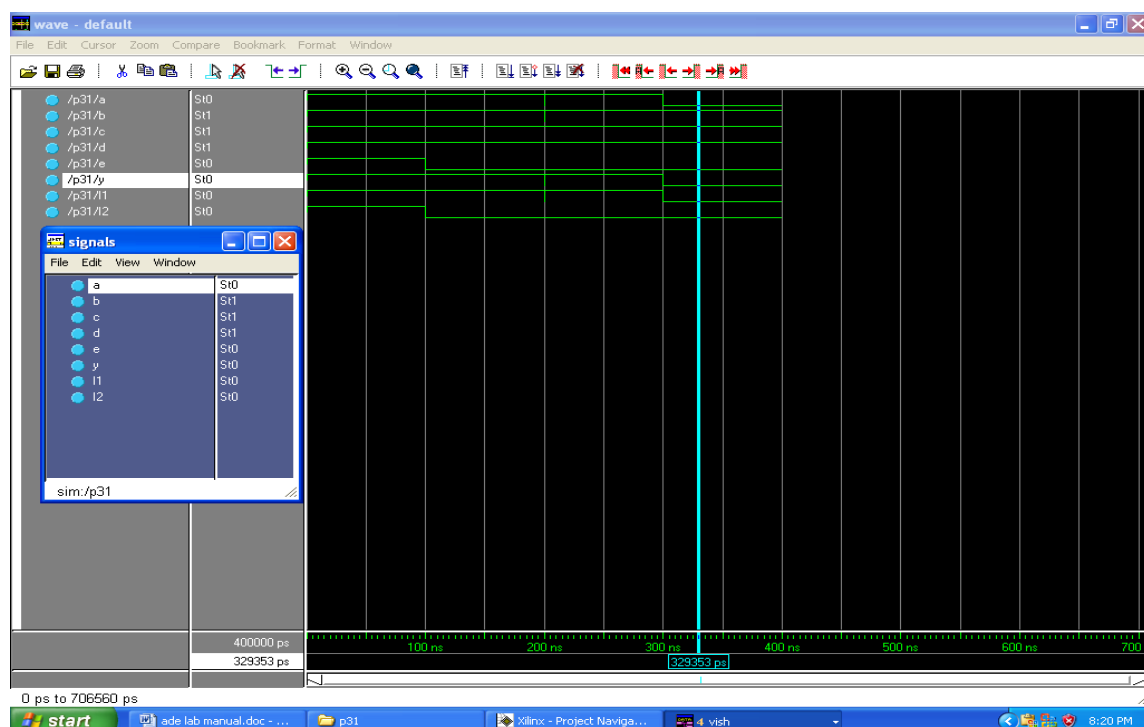 wave - default
File Edit Cursor Zoom Compare Bookmark Format Window
/p31/a St0
/p31/b St1
/p31/c St1
/p31/d St1
/p31/e St0
/p31/y St0
/p31/l1 St0
/p31/l2 St0
signals
File Edit View Window
a St0
b St1
c St1
d St1
e St0
y St0
l1 St0
l2 St0
sim:/p31
400000 ps
100 ns 200 ns 300 ns 400 ns 500 ns 600 ns 700
329353 ps 329353 ps
0 ps to 706560 ps
start ade lab manual.doc - ... p31 Xilinx - Project Naviga... 4 vish 8:20 PM